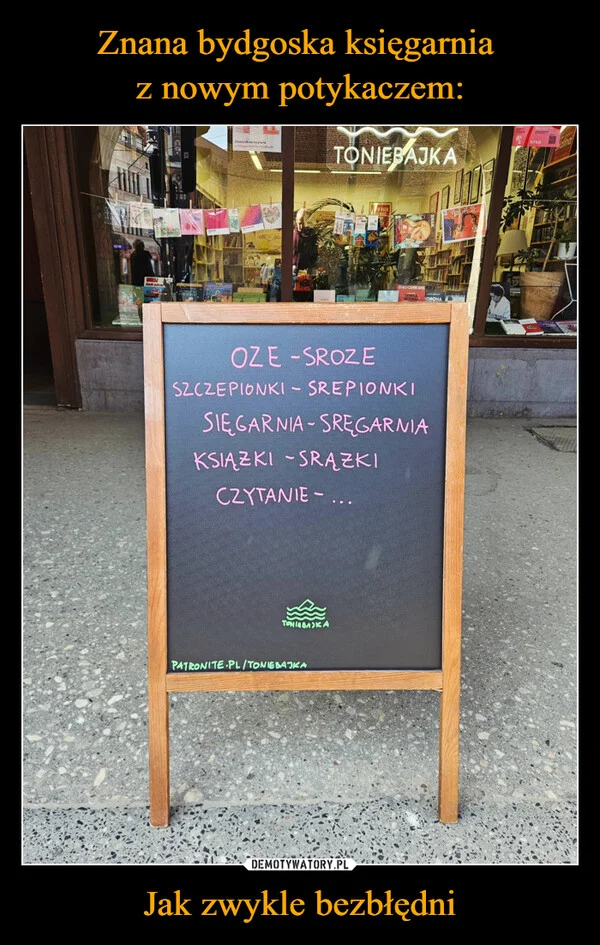 Znana bydgoska księgarnia
z nowym potykaczem:
TONIEBAJKA
OZE - SROZE
SZCZEPIONKI - SREPIONKI
SIĘGARNIA - SRĘGARNIA
KSIĄŻKI - SRĄŻKI
CZYTANIE - ...
TONIEBAJKA
PATRONITE.PL/TONIEBAJKA
DEMOTYWATORY.PL
Jak zwykle bezbłędni